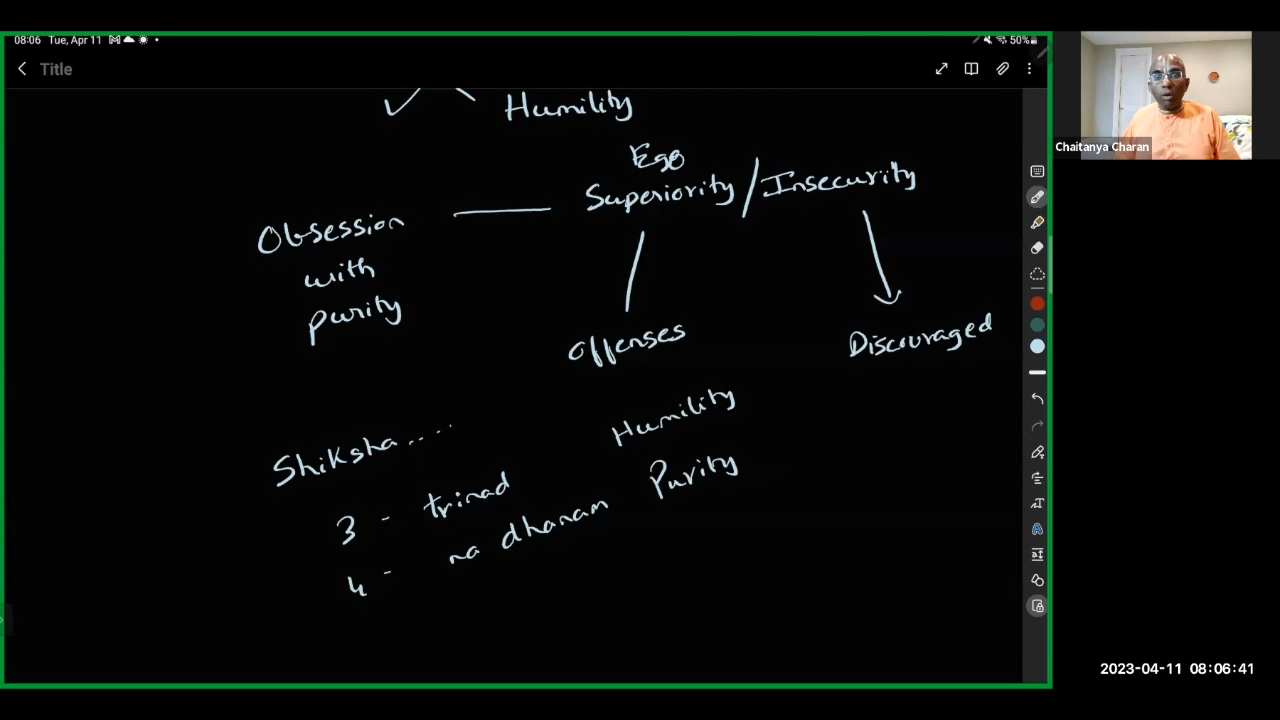 08:06 Tue, Apr 11
50%
Title
Humility
Ego
Superiority / Insecurity
Obsession
with
purity
Offenses
Discouraged
Shiksha.....
Humility
3 - trinad
Purity
4 - na dhanam
Chaitanya Charan
2023-04-11 08:06:41